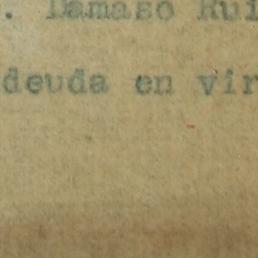 . Damaso Rui
deuda en vir